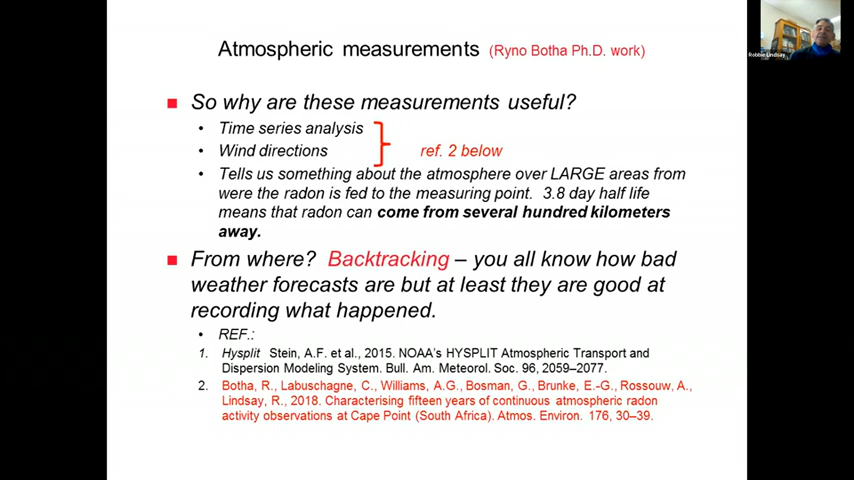 Atmospheric measurements (Ryno Botha Ph.D. work)
Robbie Lindsay
■ So why are these measurements useful?
• Time series analysis
• Wind directions
ref. 2 below
• Tells us something about the atmosphere over LARGE areas from
were the radon is fed to the measuring point. 3.8 day half life
means that radon can come from several hundred kilometers
away.
■ From where? Backtracking – you all know how bad
weather forecasts are but at least they are good at
recording what happened.
• REF.:
1. Hysplit Stein, A.F. et al., 2015. NOAA's HYSPLIT Atmospheric Transport and
Dispersion Modeling System. Bull. Am. Meteorol. Soc. 96, 2059–2077.
2. Botha, R., Labuschagne, C., Williams, A.G., Bosman, G., Brunke, E.-G., Rossouw, A.,
Lindsay, R., 2018. Characterising fifteen years of continuous atmospheric radon
activity observations at Cape Point (South Africa). Atmos. Environ. 176, 30–39.